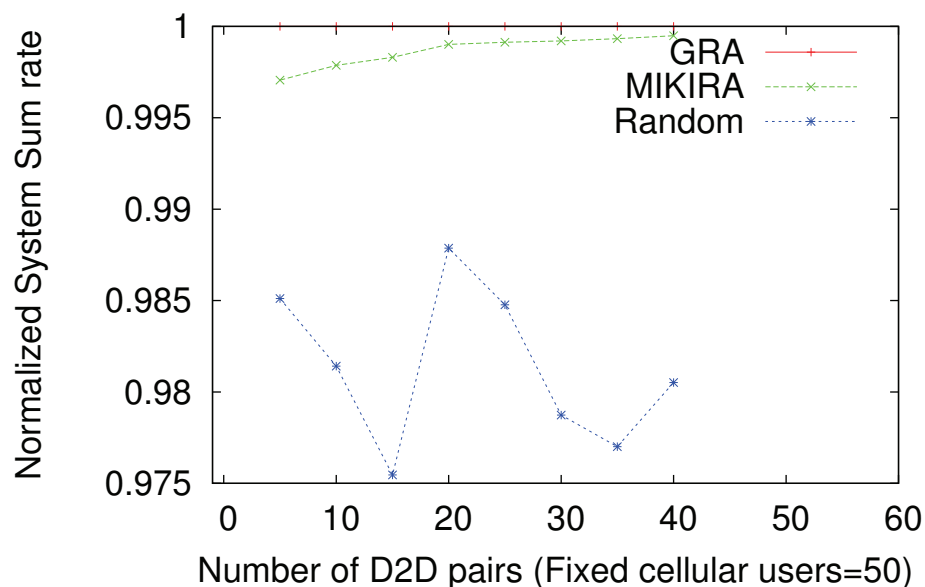 Normalized System Sum rate
1
0.995
0.99
0.985
0.98
0.975
GRA
MIKIRA
Random
0 10 20 30 40 50 60
Number of D2D pairs (Fixed cellular users=50)